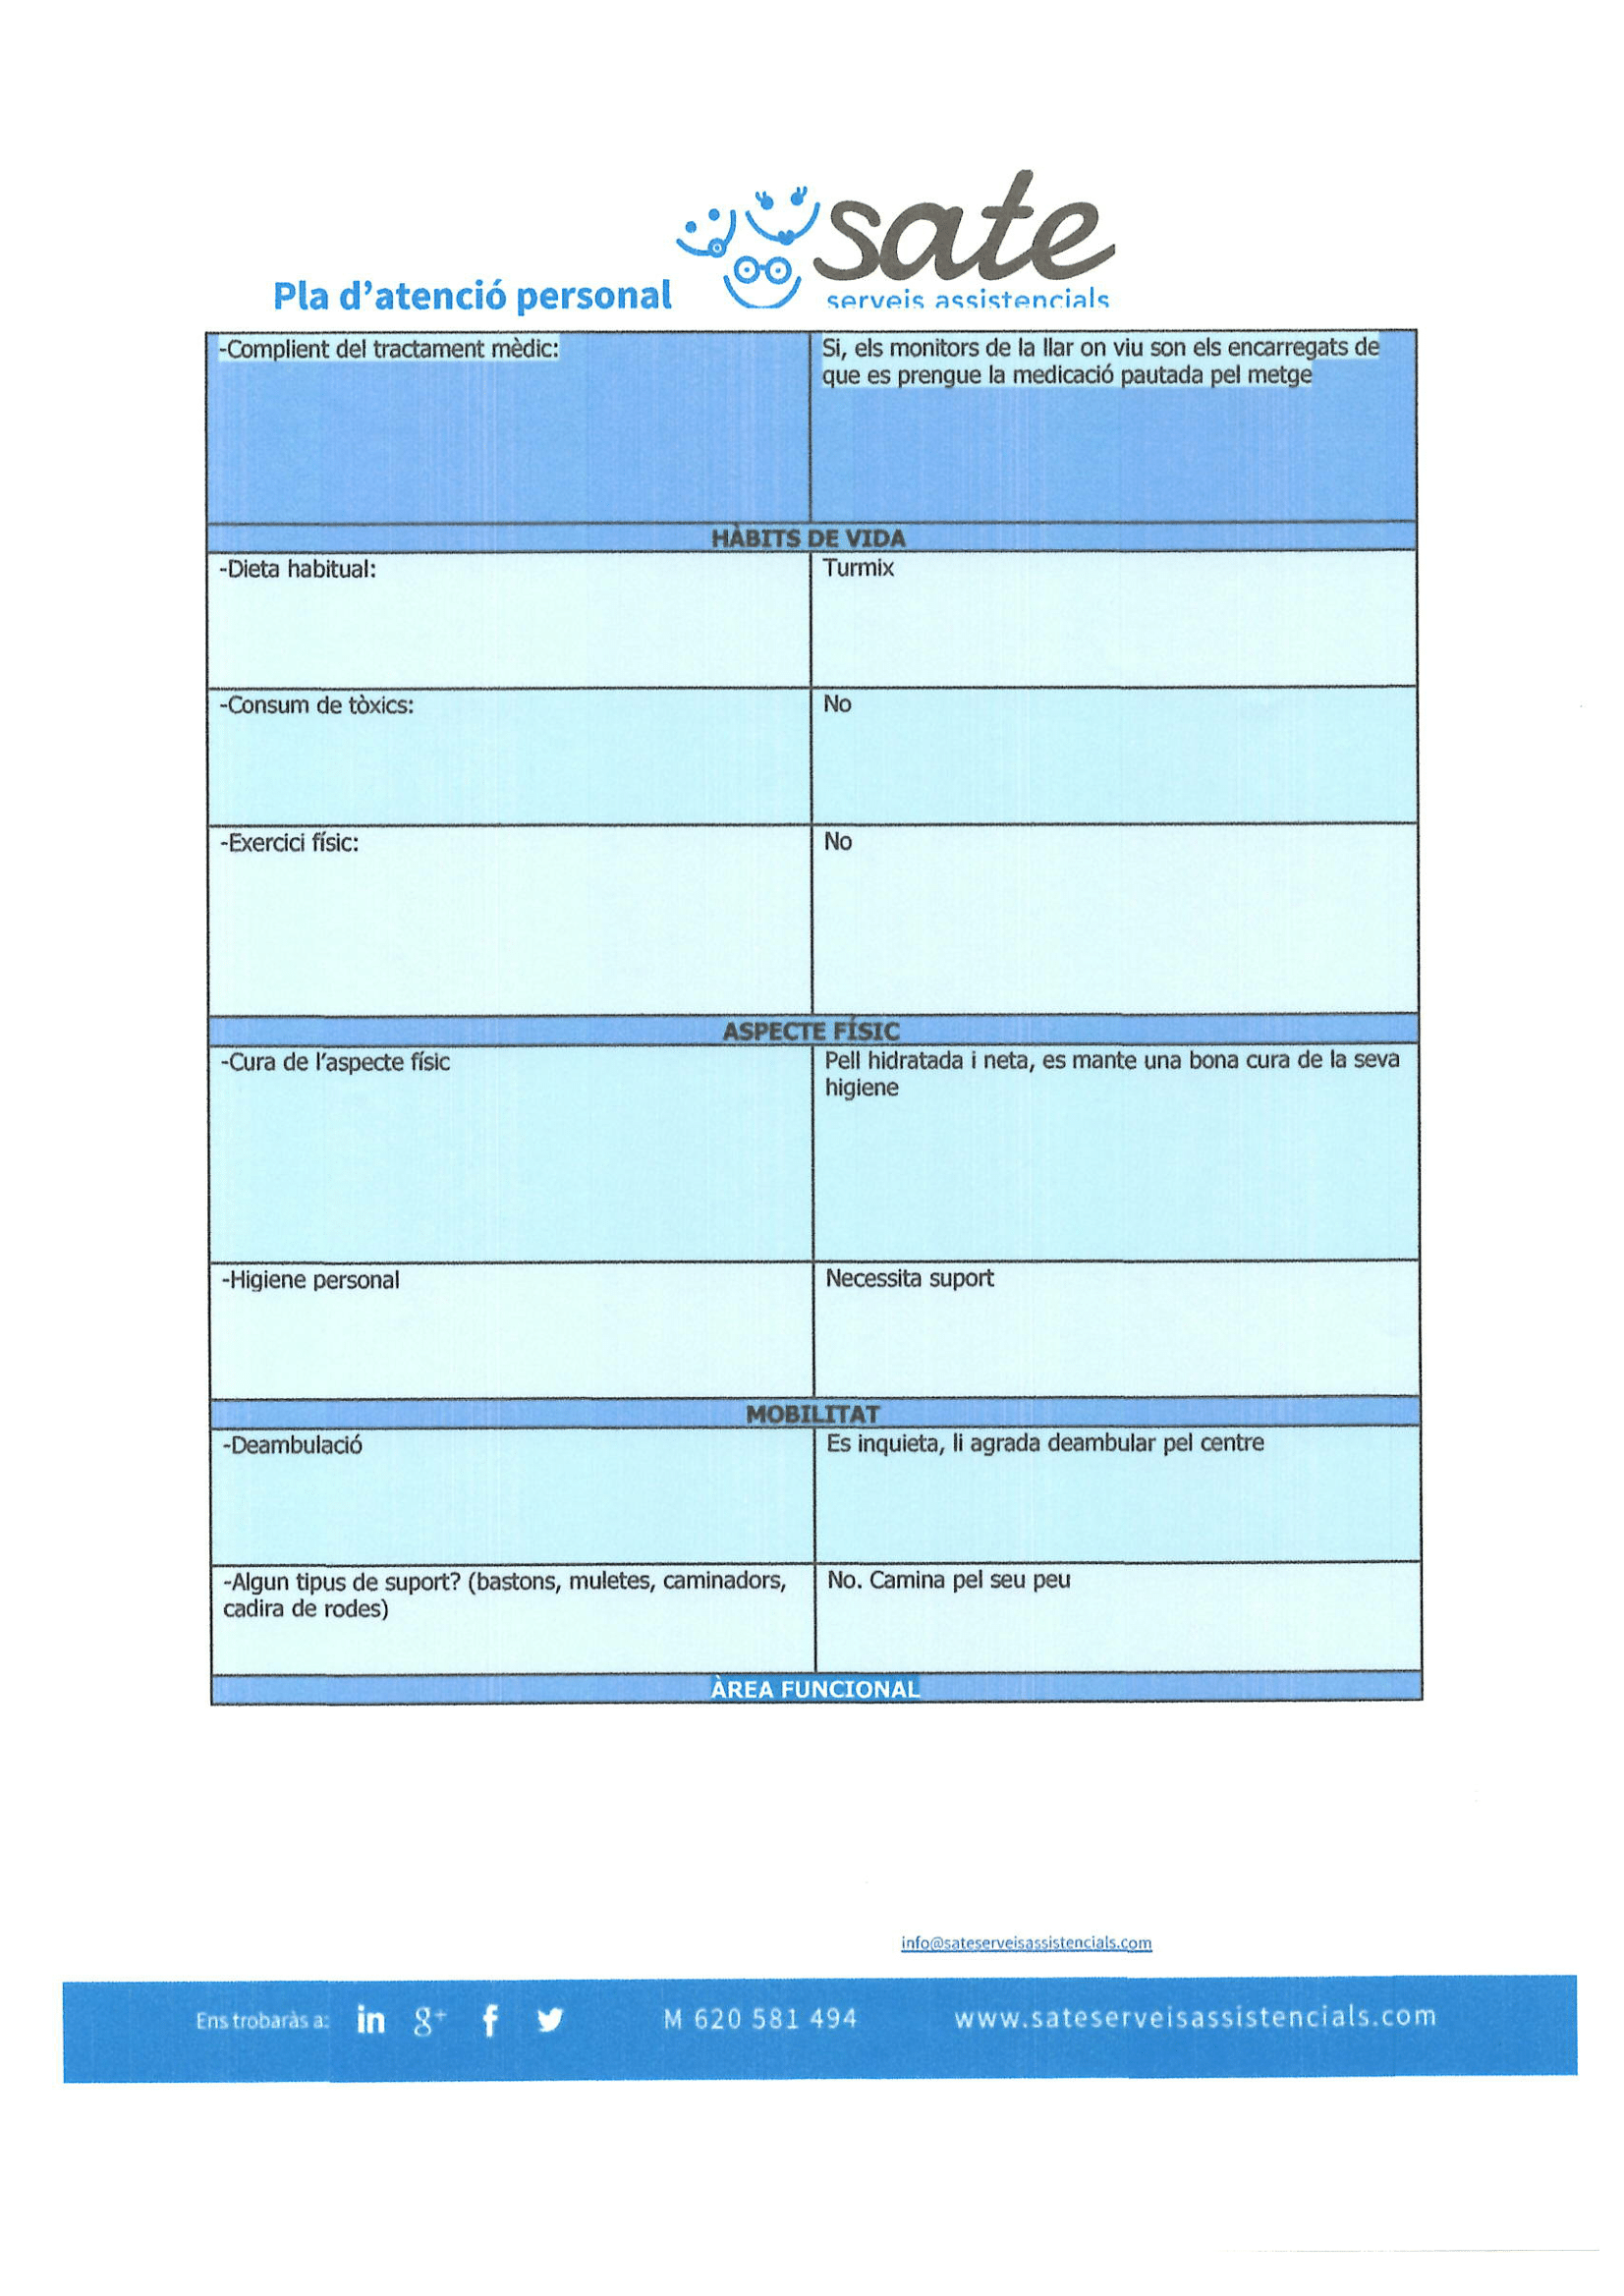 sate
serveis assistencials
Pla d'atenció personal
-Complient del tractament mèdic:
Si, els monitors de la llar on viu son els encarregats de
que es prengue la medicació pautada pel metge
HÀBITS DE VIDA
-Dieta habitual:
Turmix
-Consum de tòxics:
No
-Exercici físic:
No
ASPECTE FÍSIC
-Cura de l'aspecte físic
Pell hidratada i neta, es mante una bona cura de la seva
higiene
-Higiene personal
Necessita suport
MOBILITAT
-Deambulació
Es inquieta, li agrada deambular pel centre
-Algun tipus de suport? (bastons, muletes, caminadors,
cadira de rodes)
No. Camina pel seu peu
ÀREA FUNCIONAL
info@sateserveisassistencials.com
Ens trobaràs a: in g+ f M 620 581 494 www.sateserveisassistencials.com